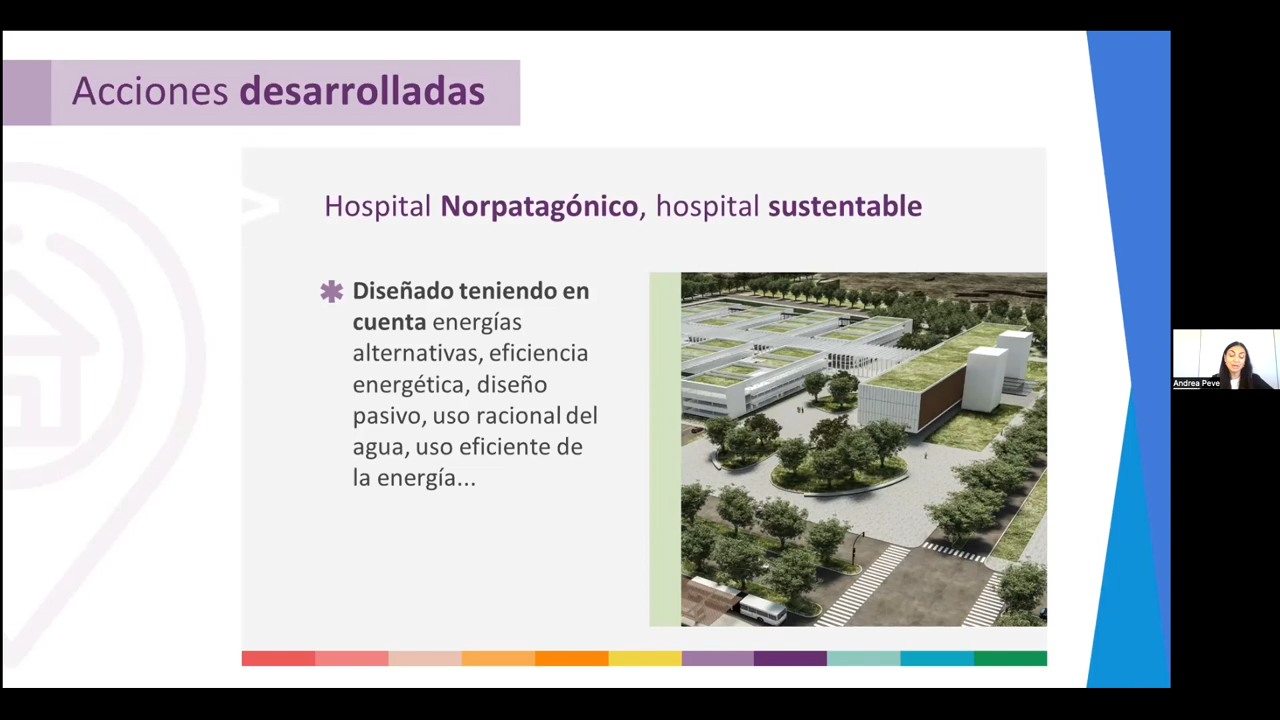 Acciones desarrolladas
Hospital Norpatagónico, hospital sustentable
Diseñado teniendo en
cuenta energías
alternativas, eficiencia
energética, diseño
pasivo, uso racional del
agua, uso eficiente de
la energía...
Andrea Peve